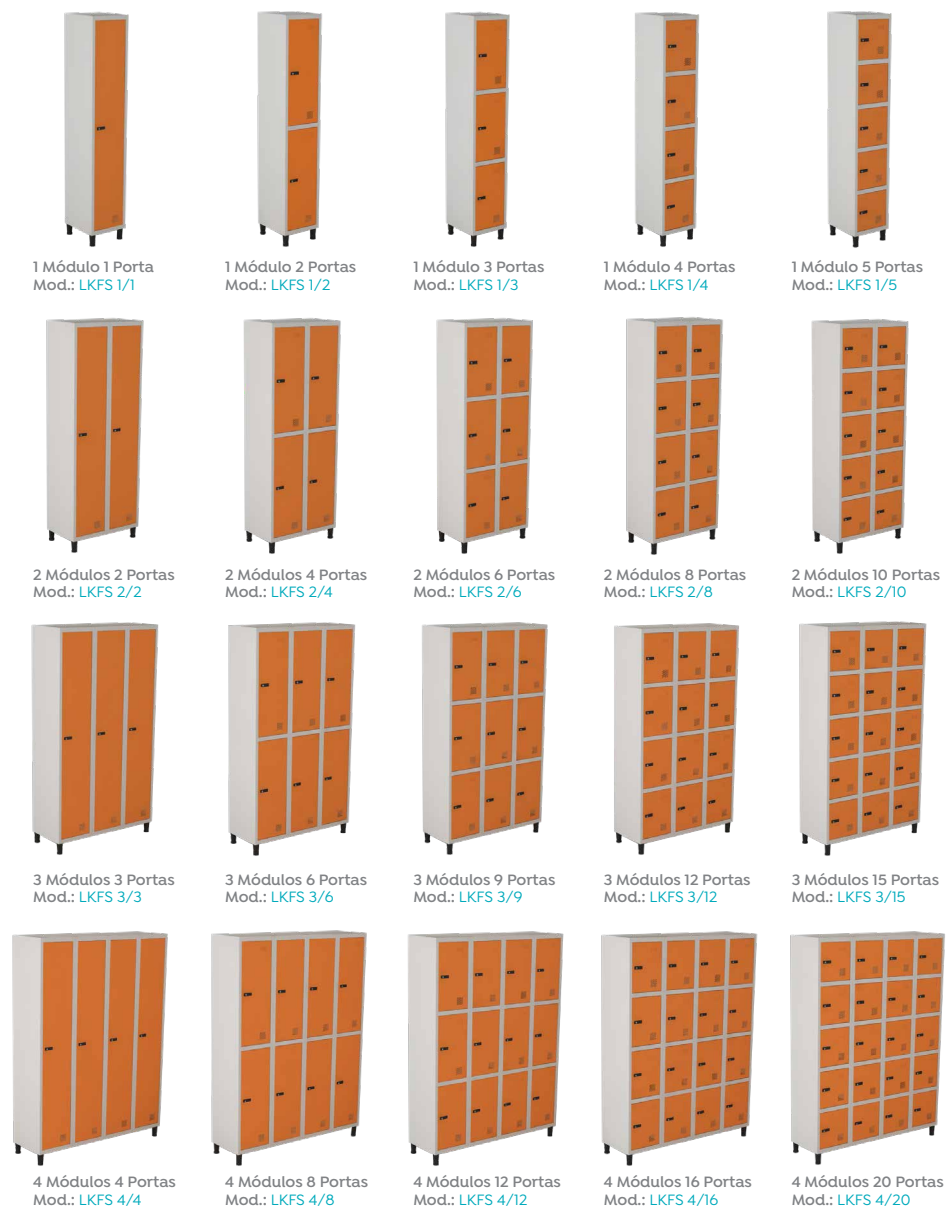 1 Módulo 1 Porta
Mod.: LKFS 1/1
1 Módulo 2 Portas
Mod.: LKFS 1/2
1 Módulo 3 Portas
Mod.: LKFS 1/3
1 Módulo 4 Portas
Mod.: LKFS 1/4
1 Módulo 5 Portas
Mod.: LKFS 1/5
2 Módulos 2 Portas
Mod.: LKFS 2/2
2 Módulos 4 Portas
Mod.: LKFS 2/4
2 Módulos 6 Portas
Mod.: LKFS 2/6
2 Módulos 8 Portas
Mod.: LKFS 2/8
2 Módulos 10 Portas
Mod.: LKFS 2/10
3 Módulos 3 Portas
Mod.: LKFS 3/3
3 Módulos 6 Portas
Mod.: LKFS 3/6
3 Módulos 9 Portas
Mod.: LKFS 3/9
3 Módulos 12 Portas
Mod.: LKFS 3/12
3 Módulos 15 Portas
Mod.: LKFS 3/15
4 Módulos 4 Portas
Mod.: LKFS 4/4
4 Módulos 8 Portas
Mod.: LKFS 4/8
4 Módulos 12 Portas
Mod.: LKFS 4/12
4 Módulos 16 Portas
Mod.: LKFS 4/16
4 Módulos 20 Portas
Mod.: LKFS 4/20